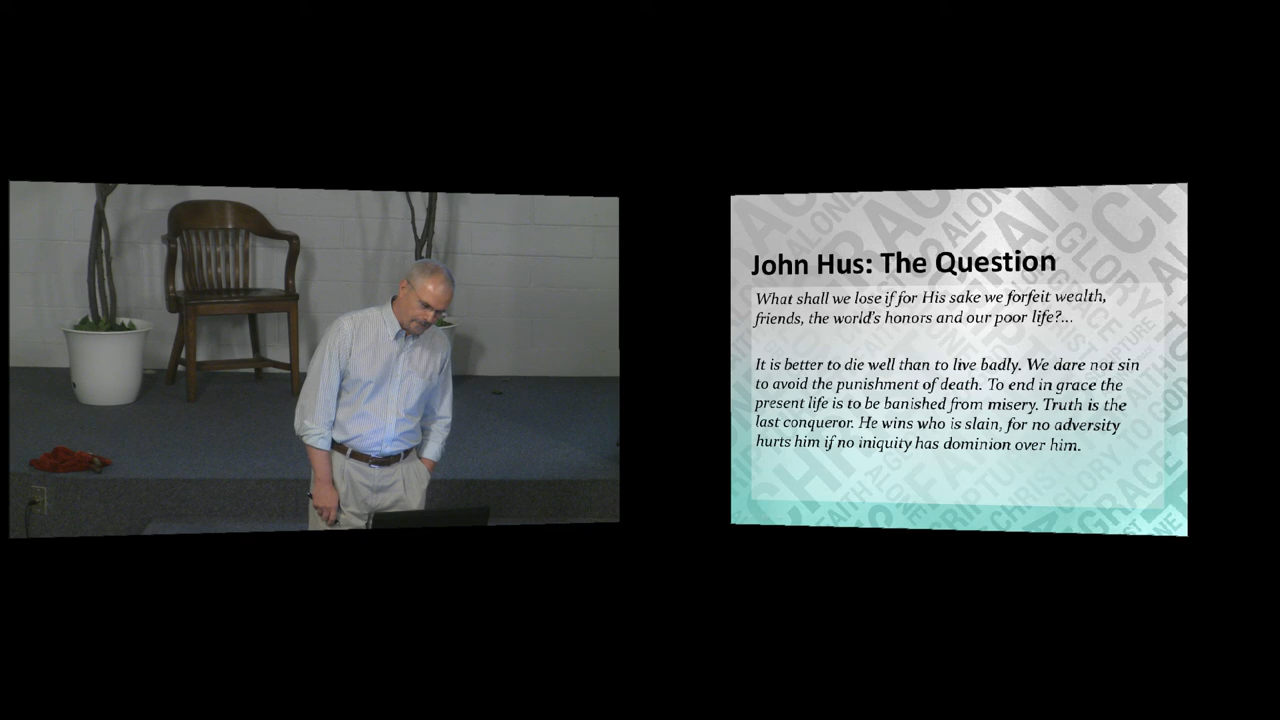 John Hus: The Question
What shall we lose if for His sake we forfeit wealth,
friends, the world's honors and our poor life?...
It is better to die well than to live badly. We dare not sin
to avoid the punishment of death. To end in grace the
present life is to be banished from misery. Truth is the
last conqueror. He wins who is slain, for no adversity
hurts him if no iniquity has dominion over him.